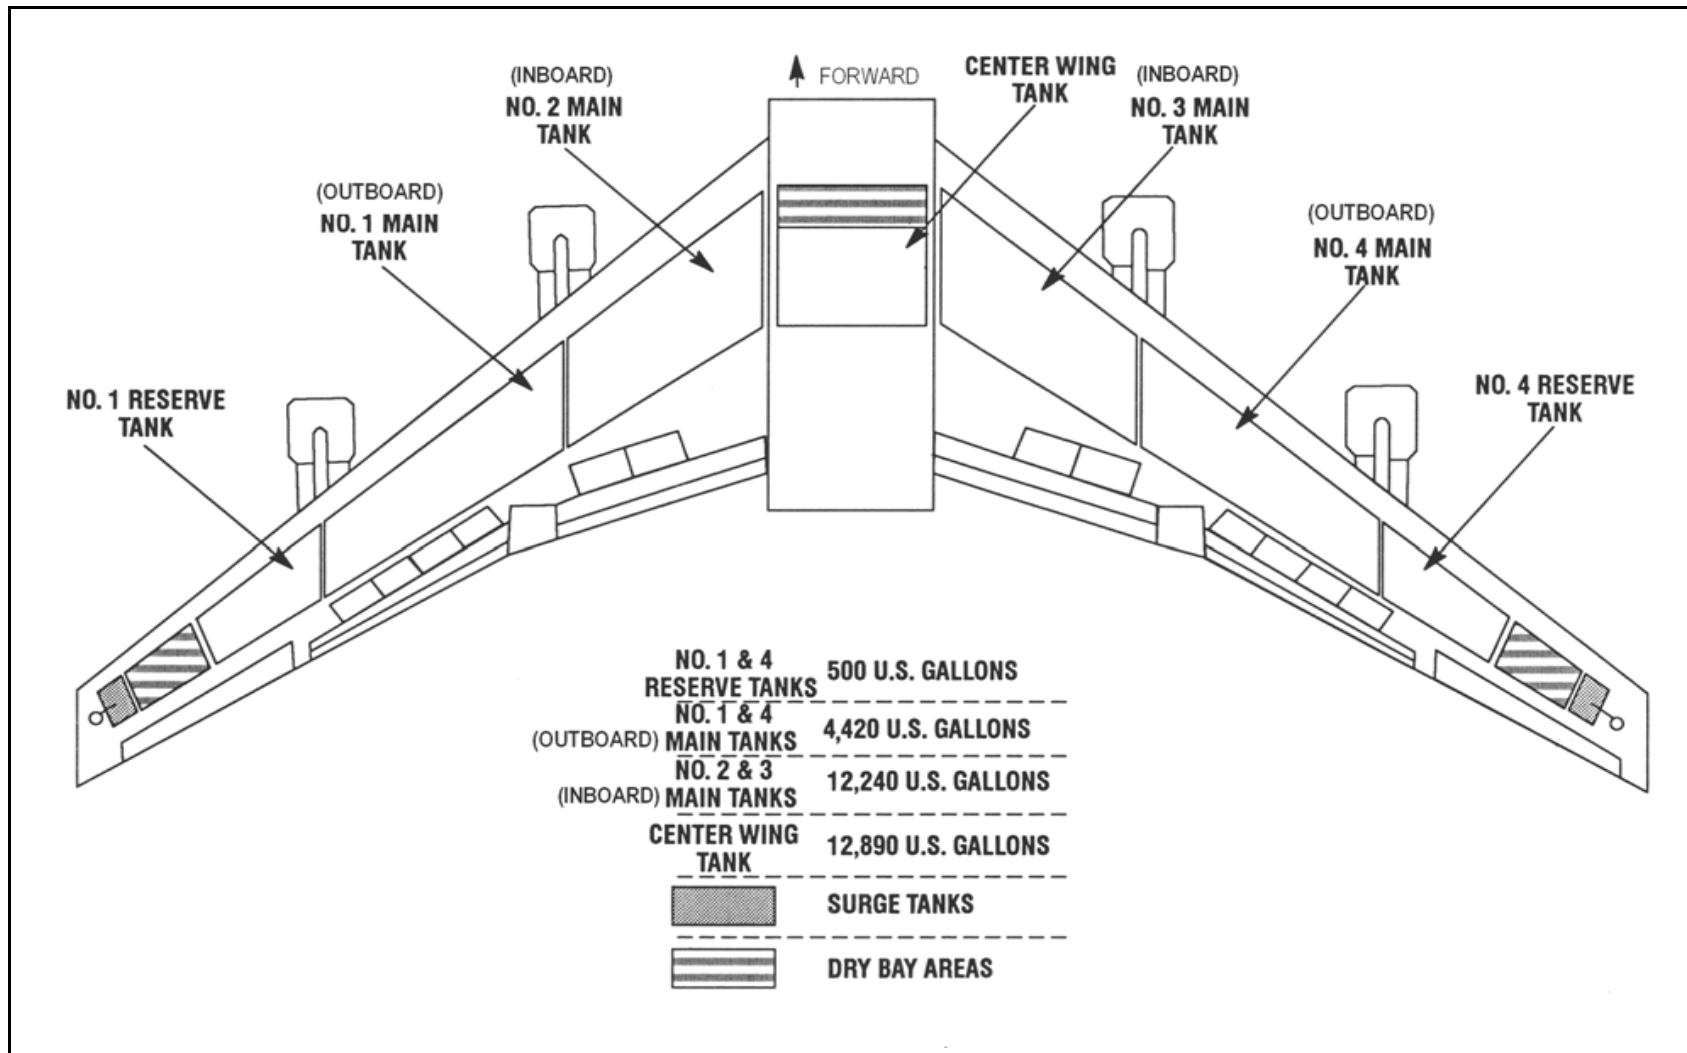 (INBOARD)
NO. 2 MAIN
TANK
FORWARD
CENTER WING
TANK
(INBOARD)
NO. 3 MAIN
TANK
(OUTBOARD)
NO. 1 MAIN
TANK
(OUTBOARD)
NO. 4 MAIN
TANK
NO. 1 RESERVE
TANK
NO. 4 RESERVE
TANK
NO. 1 & 4
RESERVE TANKS 500 U.S. GALLONS
NO. 1 & 4
(OUTBOARD) MAIN TANKS 4,420 U.S. GALLONS
NO. 2 & 3
(INBOARD) MAIN TANKS 12,240 U.S. GALLONS
CENTER WING
TANK 12,890 U.S. GALLONS
SURGE TANKS
DRY BAY AREAS